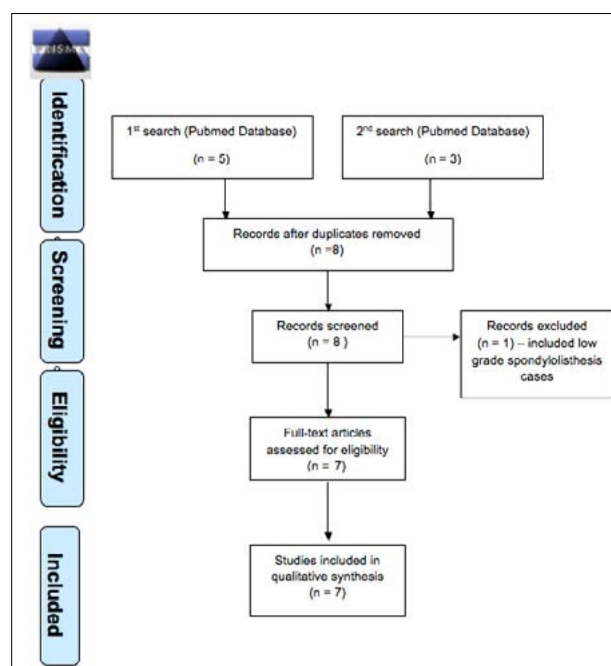 PRISMA
Identification
1st search (Pubmed Database)
(n = 5)
2nd search (Pubmed Database)
(n = 3)
Records after duplicates removed
(n =8)
Screening
Records screened
(n = 8 )
Records excluded
(n = 1) – included low
grade spondylolisthesis
cases
Eligibility
Full-text articles
assessed for eligibility
(n = 7)
Included
Studies included in
qualitative synthesis
(n = 7)